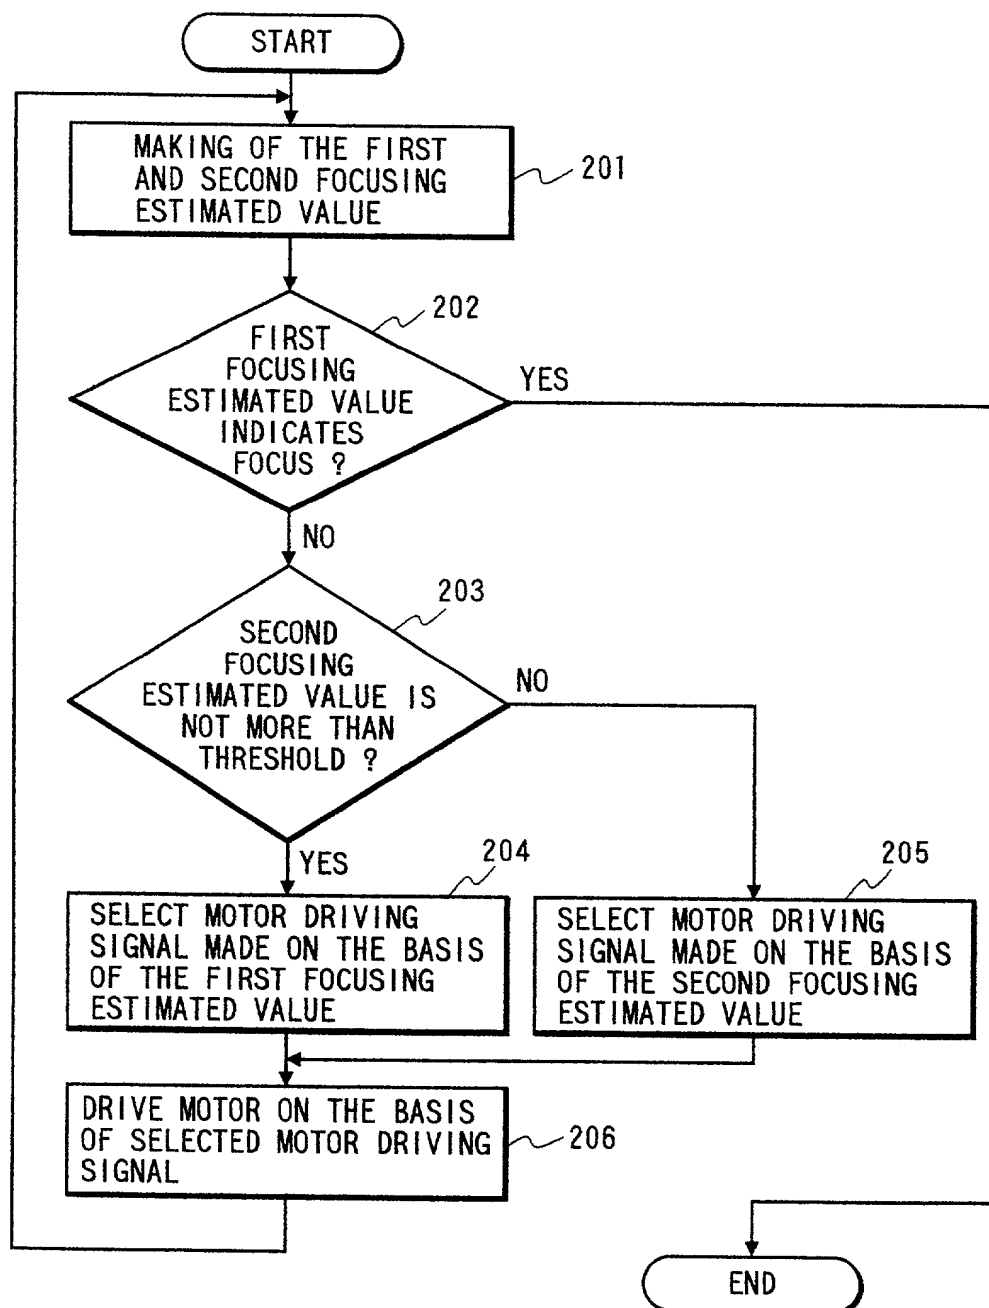 START
MAKING OF THE FIRST
AND SECOND FOCUSING
ESTIMATED VALUE
201
202
FIRST
FOCUSING
ESTIMATED VALUE
INDICATES
FOCUS ?
YES
NO
203
SECOND
FOCUSING
ESTIMATED VALUE IS
NOT MORE THAN
THRESHOLD ?
NO
YES
204
SELECT MOTOR DRIVING
SIGNAL MADE ON THE BASIS
OF THE FIRST FOCUSING
ESTIMATED VALUE
205
SELECT MOTOR DRIVING
SIGNAL MADE ON THE BASIS
OF THE SECOND FOCUSING
ESTIMATED VALUE
DRIVE MOTOR ON THE BASIS
OF SELECTED MOTOR DRIVING
SIGNAL
206
END